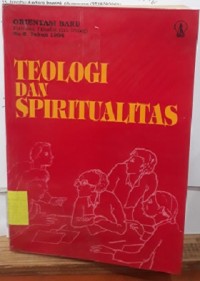 ORIENTASI BARU
TEOLOGI
DAN
SPIRITUALITAS